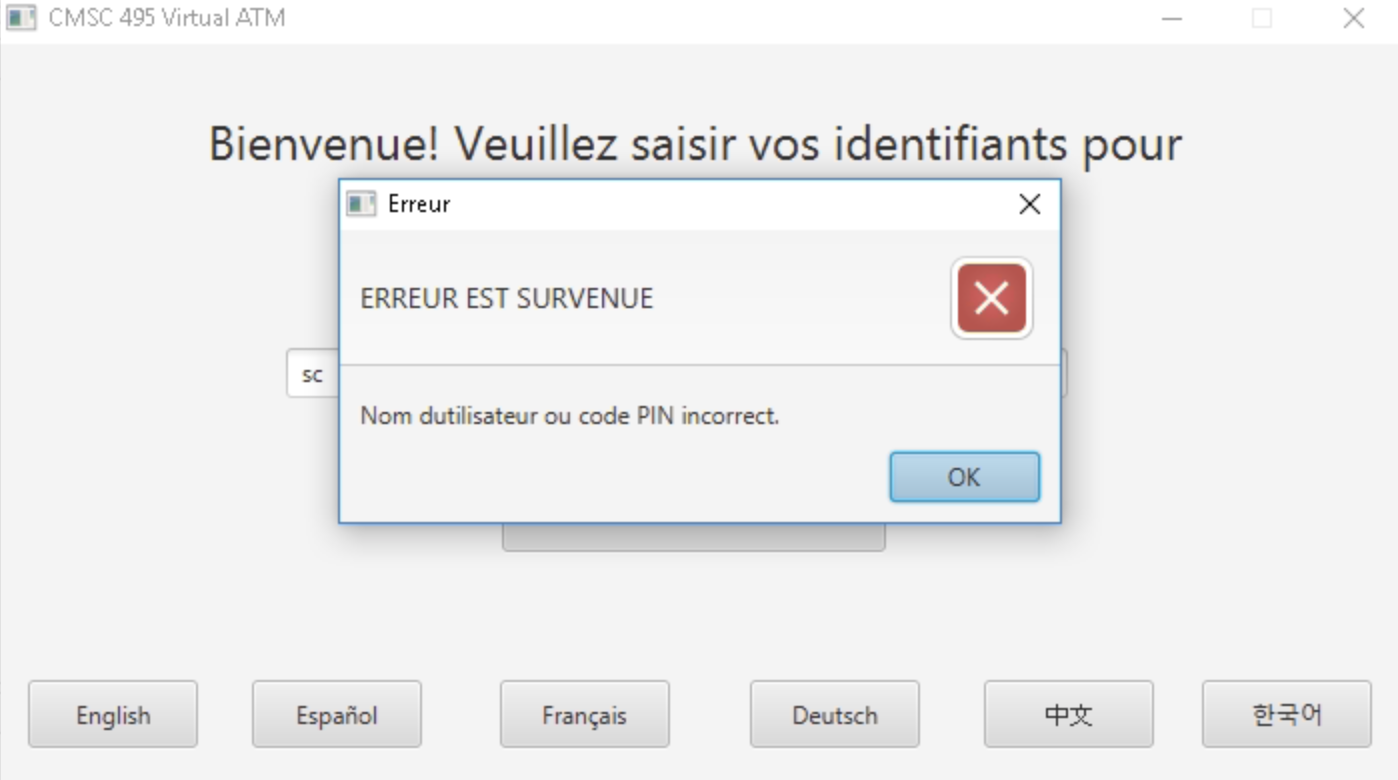 CMSC 495 Virtual ATM
Bienvenue! Veuillez saisir vos identifiants pour
Erreur
ERREUR EST SURVENUE
sc
Nom dutilisateur ou code PIN incorrect.
OK
English
Español
Français
Deutsch
中文
한국어